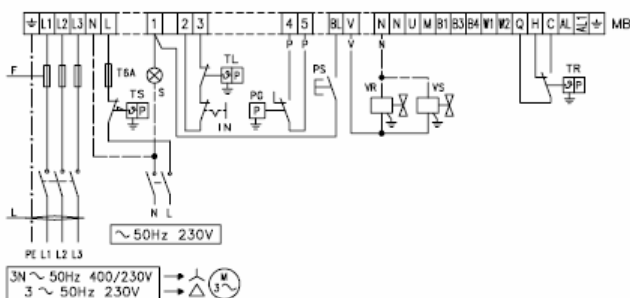 L1 L2 L3 N L 1 2 3 4 5 BL V N N U M B1 B3 B4 W1 W2 Q H C AL AL1 MB
P P V N
F T6A S TL PS
TS ϑ P ϑ P PG P VR VS TR ϑ P
IN
N L
L ~ 50Hz 230V
PE L1 L2 L3
3N ~ 50Hz 400/230V M
3 ~ 50Hz 230V 3~